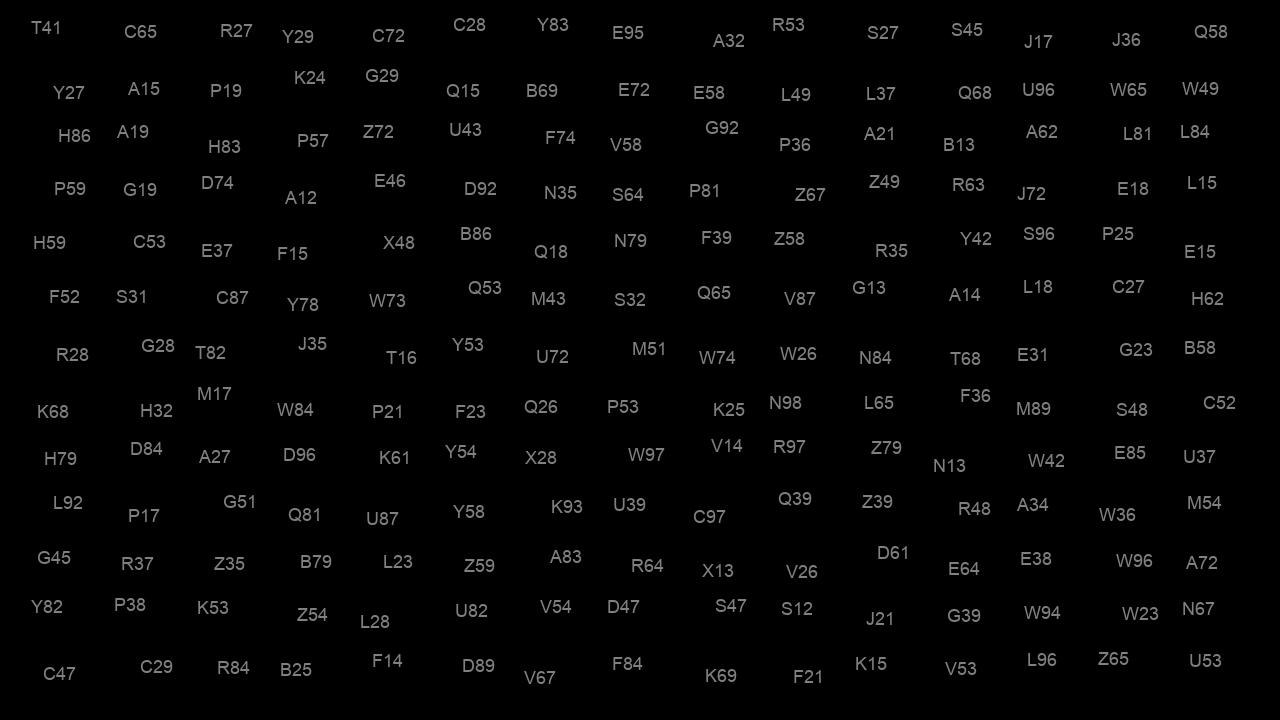 T41 C65 R27 Y29 C72 C28 Y83 E95 A32 R53 S27 S45 J17 J36 Q58
Y27 A15 P19 K24 G29 Q15 B69 E72 E58 L49 L37 Q68 U96 W65 W49
H86 A19 H83 P57 Z72 U43 F74 V58 G92 P36 A21 B13 A62 L81 L84
P59 G19 D74 A12 E46 D92 N35 S64 P81 Z67 Z49 R63 J72 E18 L15
H59 C53 E37 F15 X48 B86 Q18 N79 F39 Z58 R35 Y42 S96 P25 E15
F52 S31 C87 Y78 W73 Q53 M43 S32 Q65 V87 G13 A14 L18 C27 H62
R28 G28 T82 J35 T16 Y53 U72 M51 W74 W26 N84 T68 E31 G23 B58
K68 H32 M17 W84 P21 F23 Q26 P53 K25 N98 L65 F36 M89 S48 C52
H79 D84 A27 D96 K61 Y54 X28 W97 V14 R97 Z79 N13 W42 E85 U37
L92 P17 G51 Q81 U87 Y58 K93 U39 C97 Q39 Z39 R48 A34 W36 M54
G45 R37 Z35 B79 L23 Z59 A83 R64 X13 V26 D61 E64 E38 W96 A72
Y82 P38 K53 Z54 L28 U82 V54 D47 S47 S12 J21 G39 W94 W23 N67
C47 C29 R84 B25 F14 D89 V67 F84 K69 F21 K15 V53 L96 Z65 U53